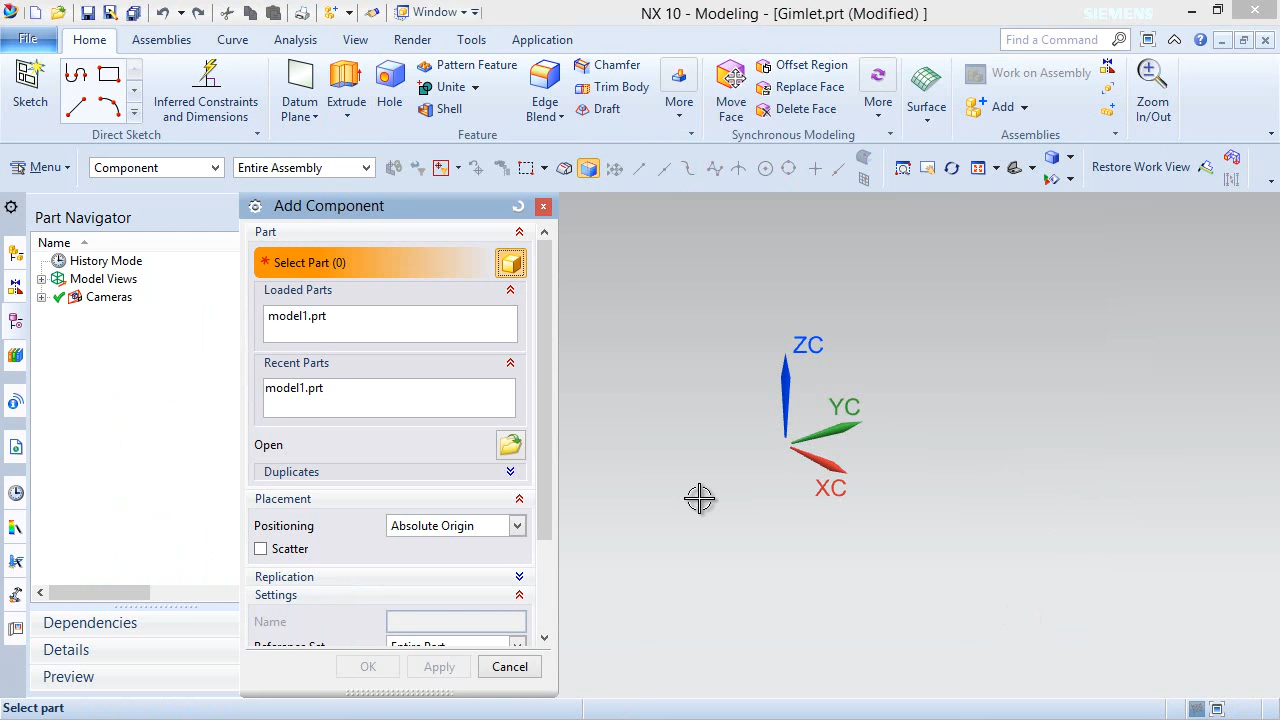 Window
NX 10 - Modeling - [Gimlet.prt (Modified) ]
SIEMENS
File
Home
Assemblies
Curve
Analysis
View
Render
Tools
Application
Find a Command
Sketch
Direct Sketch
Inferred Constraints
and Dimensions
Datum
Plane
Extrude
Hole
Pattern Feature
Unite
Shell
Edge
Blend
Chamfer
Trim Body
Draft
More
Feature
Move
Face
Offset Region
Replace Face
Delete Face
More
Synchronous Modeling
Surface
Work on Assembly
Add
Assemblies
Zoom
In/Out
Menu
Component
Entire Assembly
Restore Work View
Part Navigator
Name
History Mode
Model Views
Cameras
Dependencies
Details
Preview
Add Component
Part
* Select Part (0)
Loaded Parts
model1.prt
Recent Parts
model1.prt
Open
Duplicates
Placement
Positioning
Absolute Origin
Scatter
Replication
Settings
Name
Reference Set
Entire Part
OK
Apply
Cancel
ZC
YC
XC
Select part